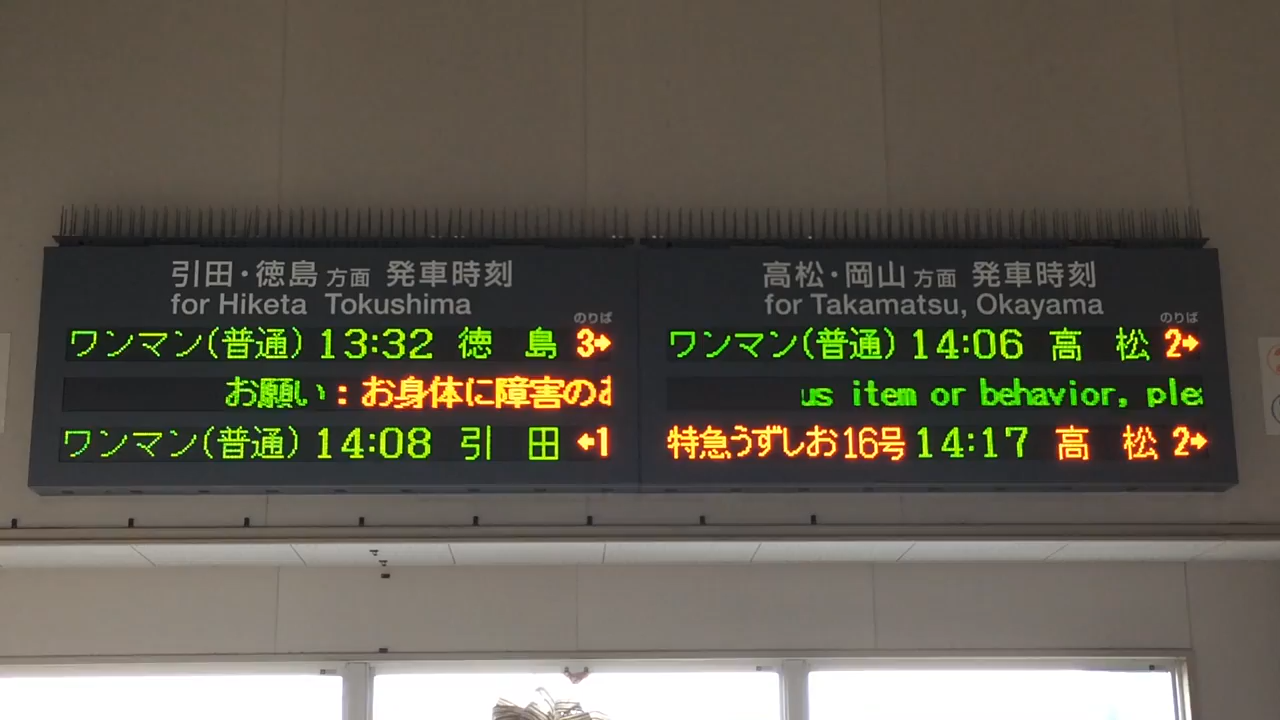 引田・徳島 方面 発車時刻
for Hiketa Tokushima
のりば
ワンマン(普通) 13:32 徳 島 3→
お願い：お身体に障害のお
ワンマン(普通) 14:08 引 田 ←1
高松・岡山 方面 発車時刻
for Takamatsu, Okayama
のりば
ワンマン(普通) 14:06 高 松 2→
us item or behavior, plea
特急うずしお16号 14:17 高 松 2→